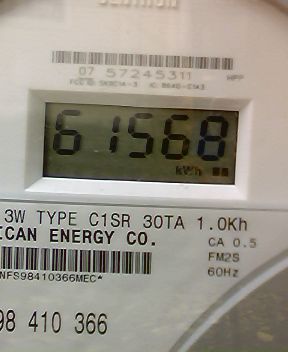 07 57245311
61568
kWh
3W TYPE C1SR 30TA 1.0Kh
ICAN ENERGY CO.
CA 0.5
FM2S
60Hz
NFS98410366MEC*
98 410 366